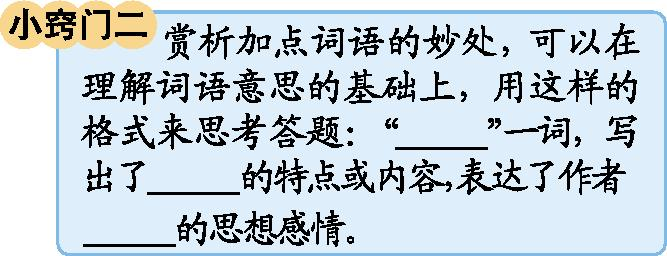 小窍门二
赏析加点词语的妙处，可以在
理解词语意思的基础上，用这样的
格式来思考答题：“_____”一词，写
出了_____的特点或内容,表达了作者
_____的思想感情。